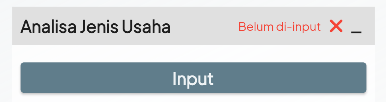 Analisa Jenis Usaha Belum di-input ❌ _
Input